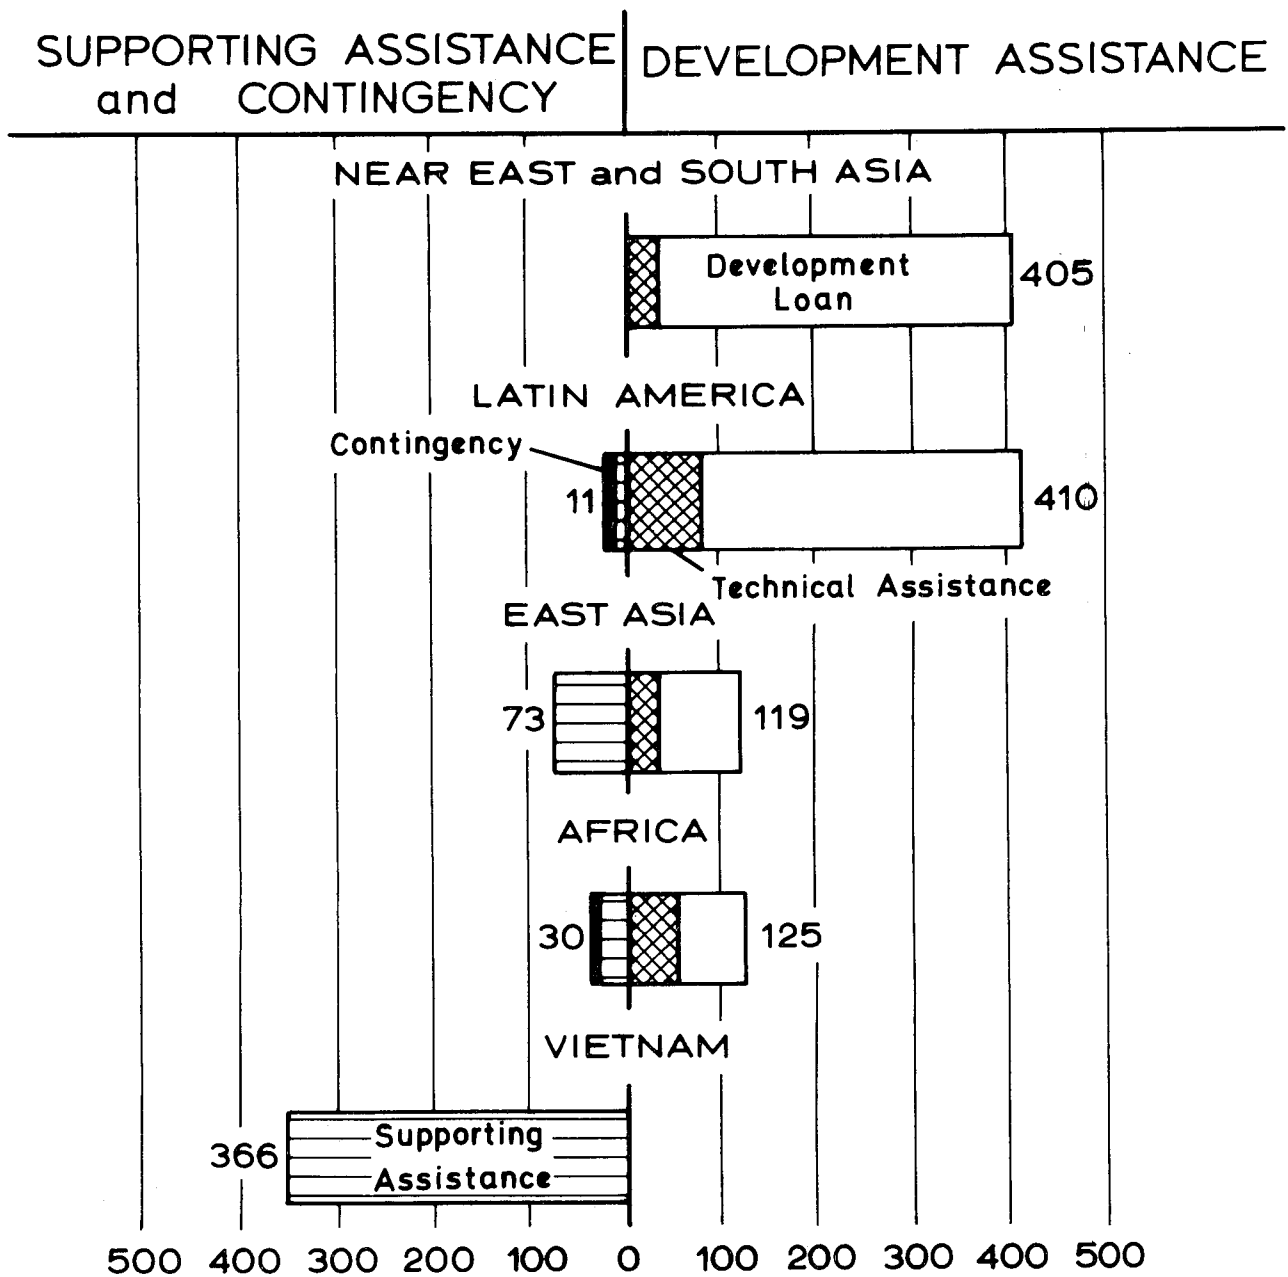 SUPPORTING ASSISTANCE
and CONTINGENCY
DEVELOPMENT ASSISTANCE
NEAR EAST and SOUTH ASIA
Development
Loan
405
LATIN AMERICA
Contingency
11
410
Technical Assistance
EAST ASIA
73
119
AFRICA
30
125
VIETNAM
366
Supporting
Assistance
500 400 300 200 100 0 100 200 300 400 500